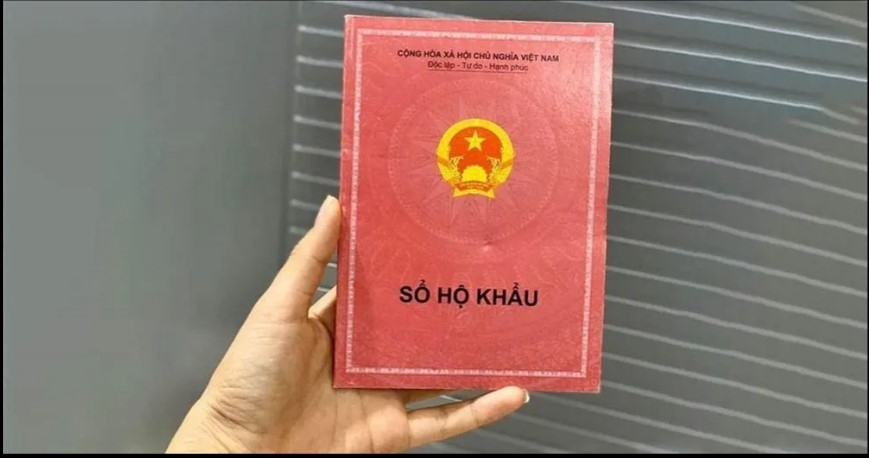 CỘNG HÒA XÃ HỘI CHỦ NGHĨA VIỆT NAM
Độc lập - Tự do - Hạnh phúc
SỔ HỘ KHẨU